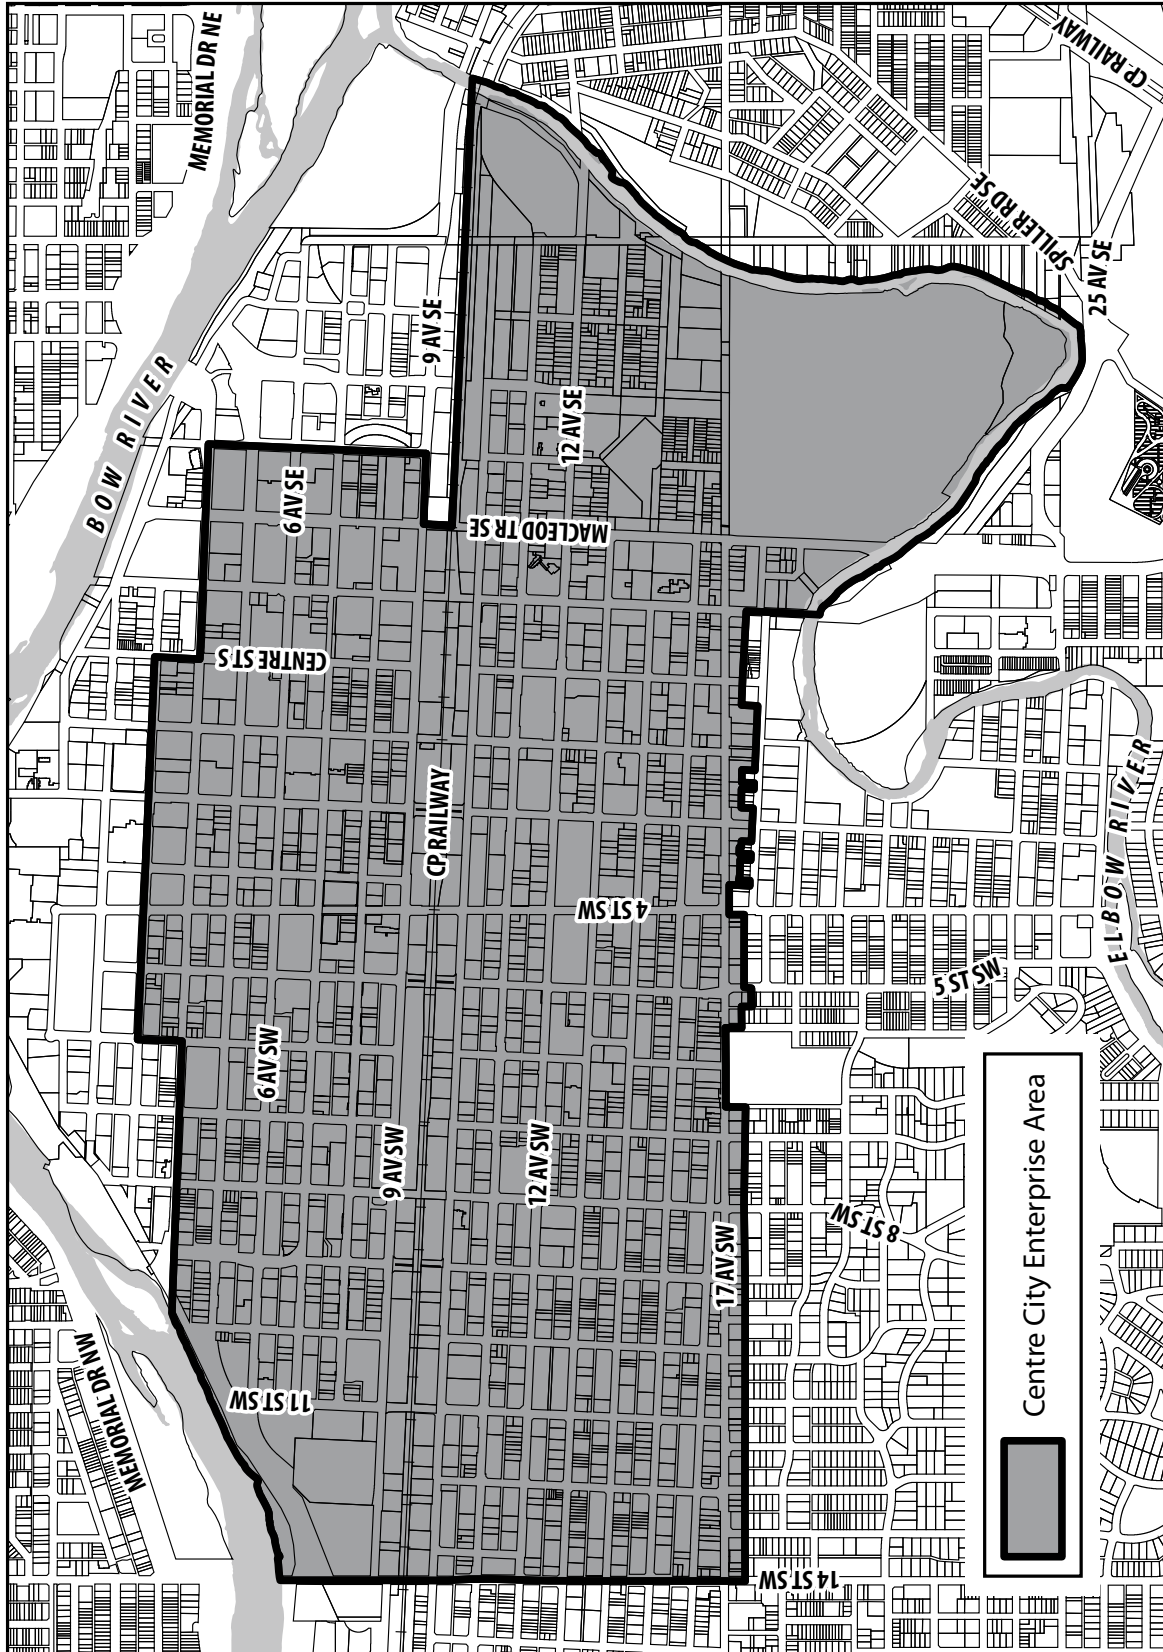 MEMORIAL DR NE
BOW RIVER
CP RAILWAY
SPILLER RD SE
25 AV SE
9 AV SE
12 AV SE
6 AV SE
MACLEOD TR SE
CENTRE ST S
CP RAILWAY
4 ST SW
5 ST SW
ELBOW RIVER
6 AV SW
9 AV SW
12 AV SW
17 AV SW
8 ST SW
MEMORIAL DR NW
11 ST SW
14 ST SW
Centre City Enterprise Area